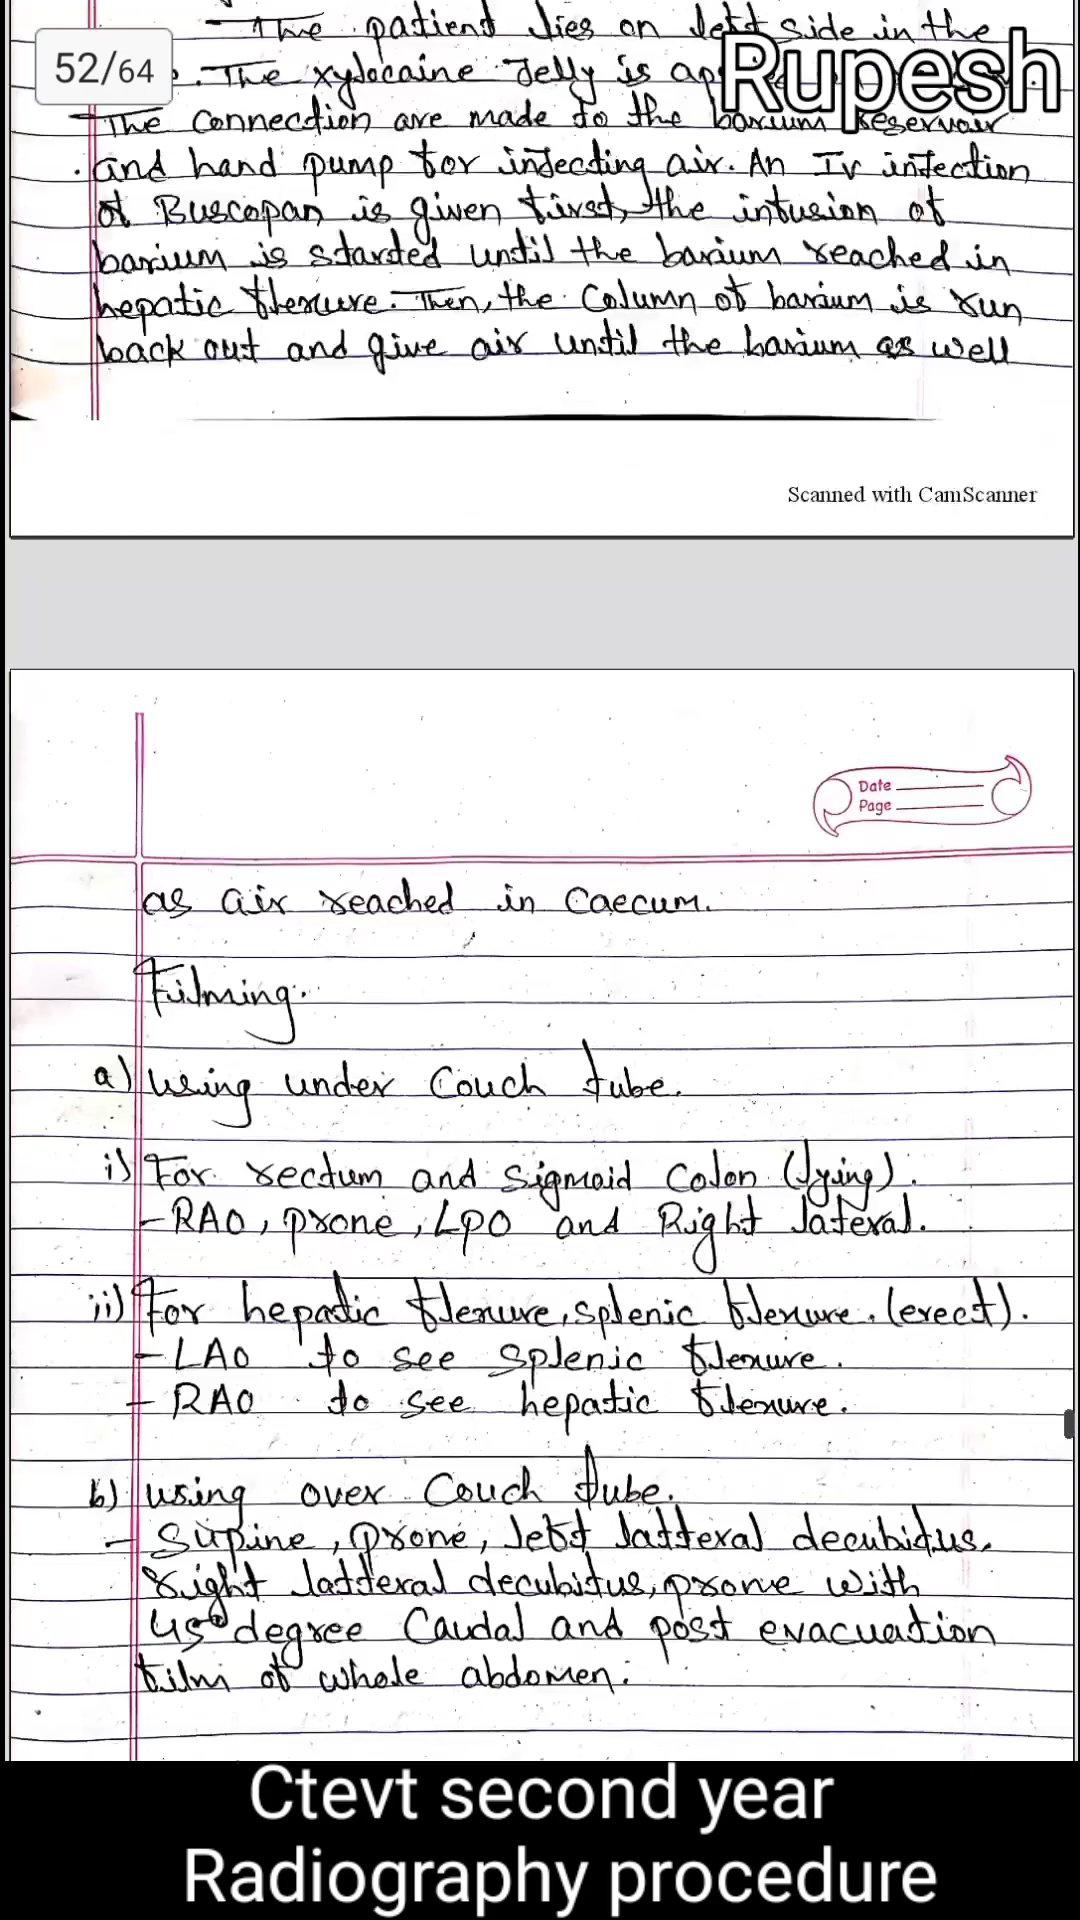 - The patient lies on left side in the
52/64
. The xylocaine Jelly is
Rupesh
- The connection are made to the barium Reservoir
and hand pump for injecting air. An IV injection
of Buscopan is given first, the infusion of
barium is started until the barium reached in
hepatic flexure. Then, the column of barium is run
back out and give air until the barium as well
Scanned with CamScanner
Date
Page
as air reached in Caecum.
Filming.
a) using under Couch tube.
i) For rectum and sigmoid Colon (lying).
- RAO, prone, LPO and Right lateral.
ii) For hepatic flexure, splenic flexure. (erect).
- LAO to see splenic flexure.
- RAO to see hepatic flexure.
b) using over Couch tube.
- Supine, prone, left latteral decubitus,
right latteral decubitus, prone with
45° degree Caudal and post evacuation
film of whole abdomen.
Ctevt second year
Radiography procedure